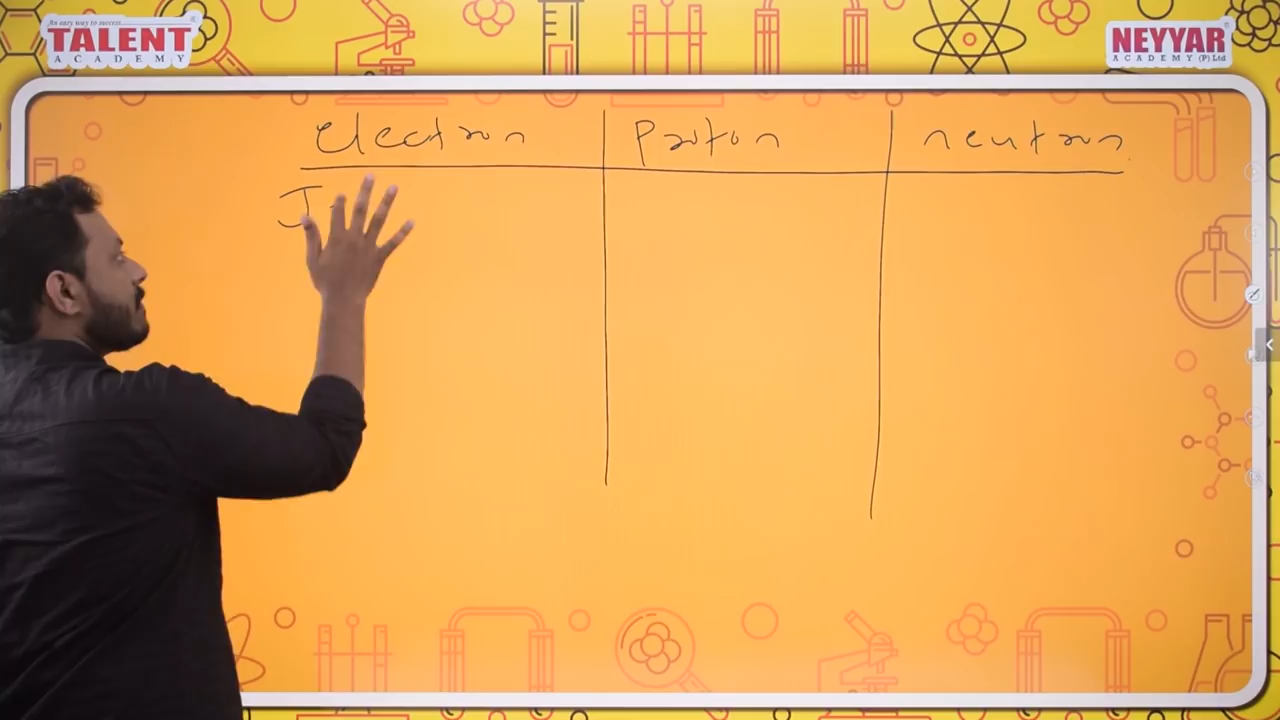 An easy way to success......
TALENT
ACADEMY
NEYYAR
ACADEMY (P) Ltd
electron Proton neutron
J